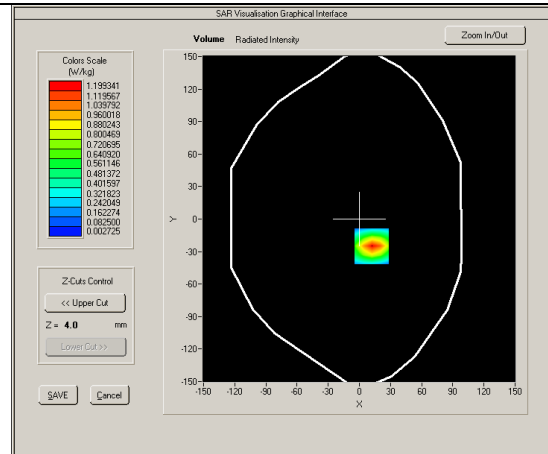 SAR Visualisation Graphical Interface
Volume Radiated Intensity
Zoom In/Out
Colors Scale
(W/kg)
1.199341
1.119567
1.039792
0.960018
0.880243
0.800469
0.720695
0.640920
0.561146
0.481372
0.401597
0.321823
0.242049
0.162274
0.082500
0.002725
Z-Cuts Control
<< Upper Cut
Z = 4.0 mm
Lower Cut >>
SAVE Cancel
150
120
90
60
30
0
-30
-60
-90
-120
-150
Y
-150 -120 -90 -60 -30 0 30 60 90 120 150
X